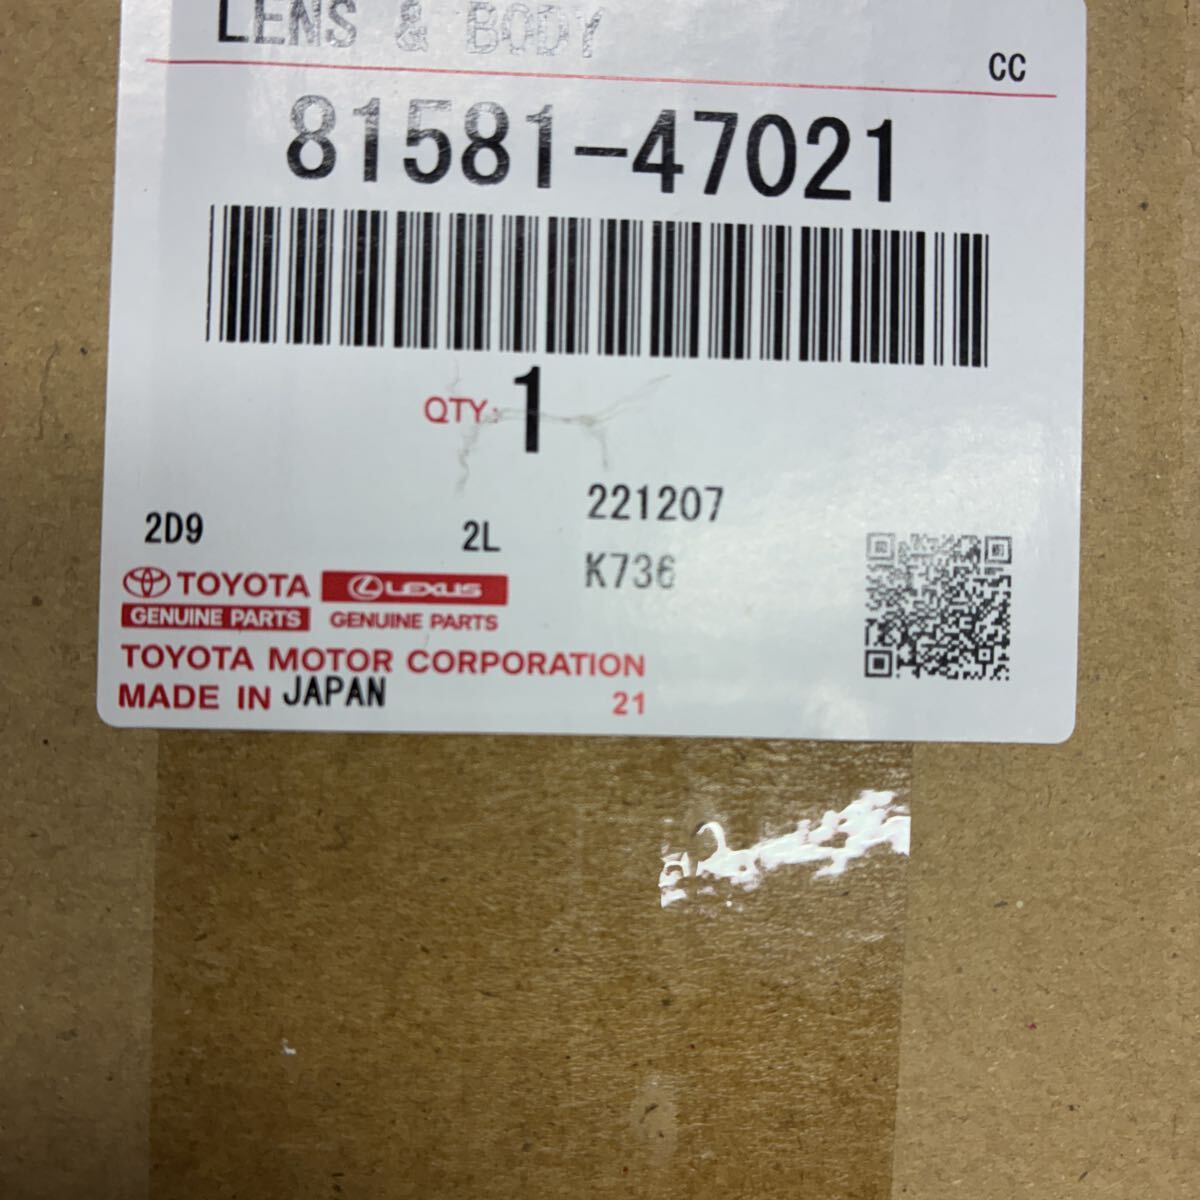 LENS & BODY
CC
81581-47021
QTY: 1
221207
2D9 2L
K736
TOYOTA LEXUS
GENUINE PARTS GENUINE PARTS
TOYOTA MOTOR CORPORATION
MADE IN JAPAN 21